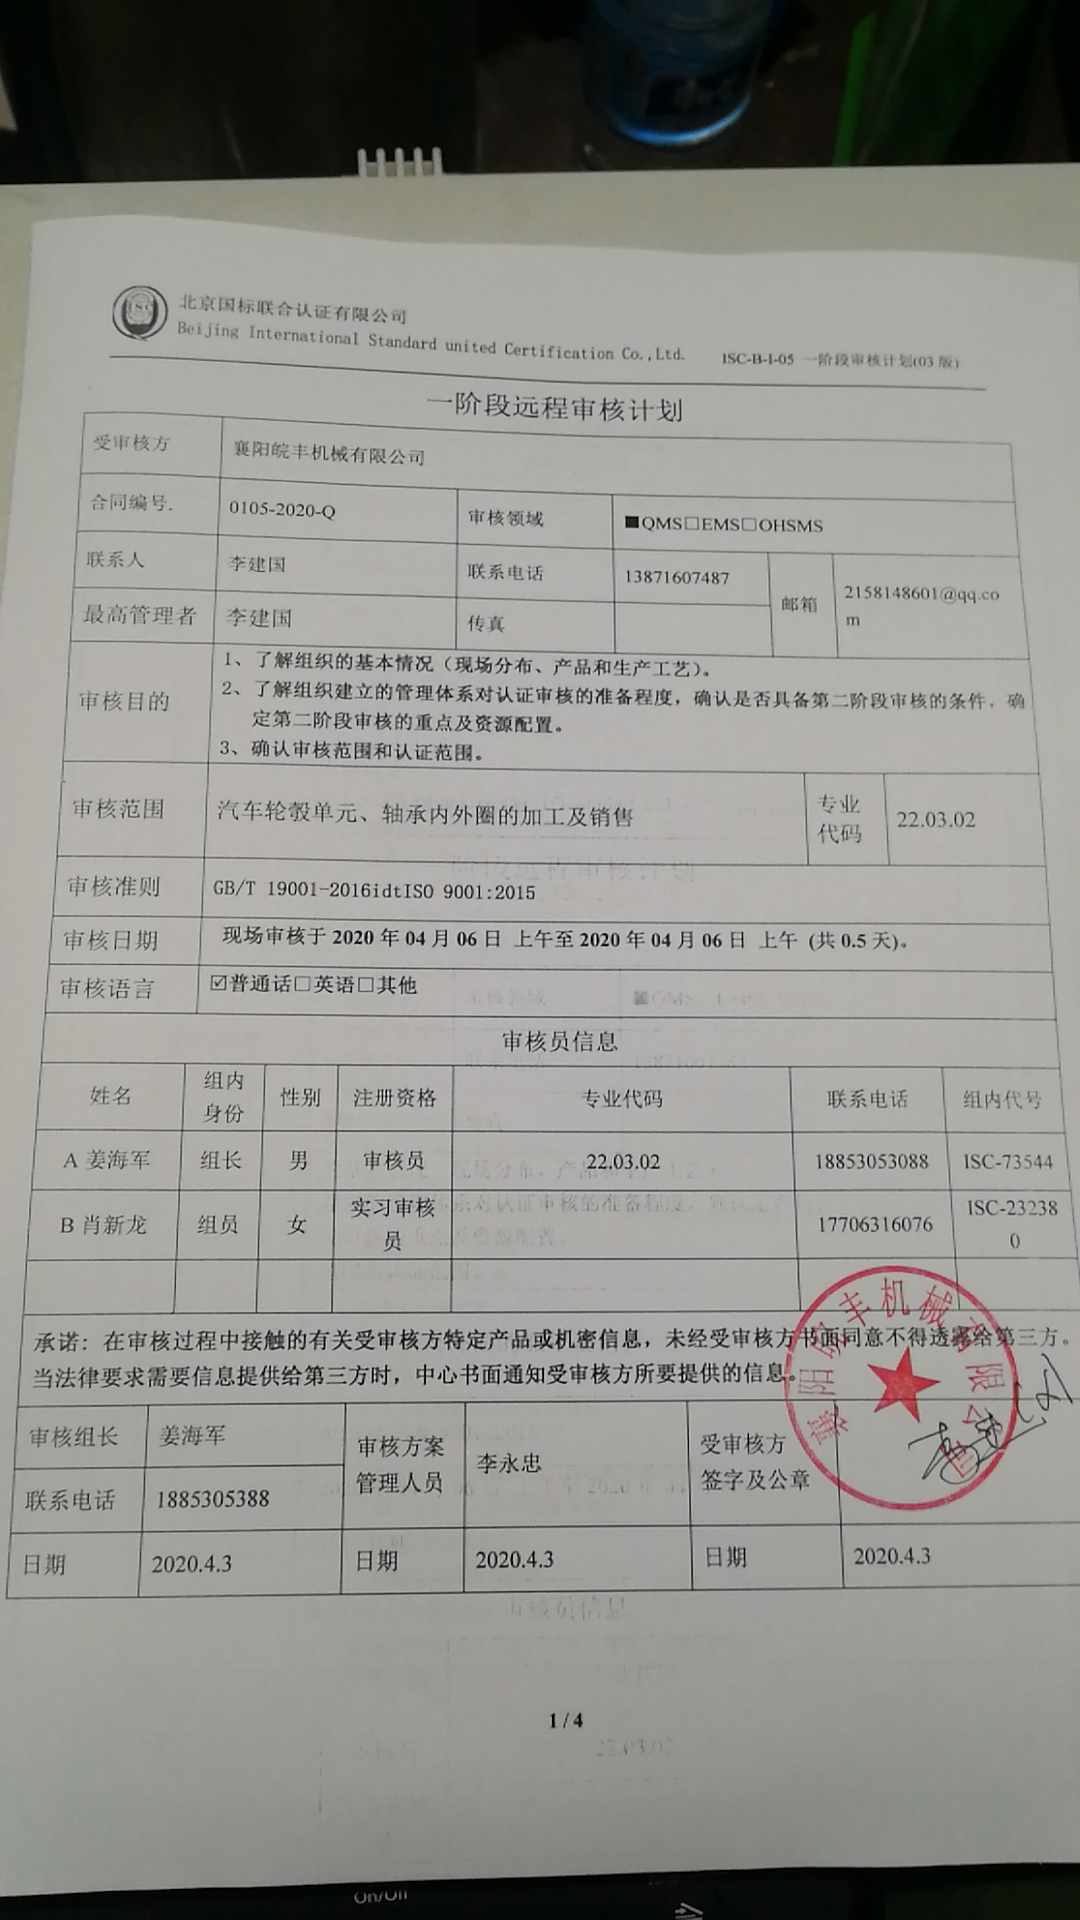 ISC
北京国标联合认证有限公司
Beijing International Standard united Certification Co.,Ltd.
ISC-B-I-05 一阶段审核计划(03 版)
一阶段远程审核计划
受审核方 襄阳皖丰机械有限公司
合同编号. 0105-2020-Q 审核领域 ■QMS□EMS□OHSMS
联系人 李建国 联系电话 13871607487 邮箱 2158148601@qq.co
m
最高管理者 李建国 传真
审核目的
1、了解组织的基本情况（现场分布、产品和生产工艺）。
2、了解组织建立的管理体系对认证审核的准备程度，确认是否具备第二阶段审核的条件，确
定第二阶段审核的重点及资源配置。
3、确认审核范围和认证范围。
审核范围 汽车轮毂单元、轴承内外圈的加工及销售 专业
代码 22.03.02
审核准则 GB/T 19001-2016idtISO 9001:2015
审核日期 现场审核于 2020 年 04 月 06 日 上午至 2020 年 04 月 06 日 上午 (共 0.5 天)。
审核语言 ☑普通话□英语□其他
审核员信息
姓名 组内
身份 性别 注册资格 专业代码 联系电话 组内代号
A 姜海军 组长 男 审核员 22.03.02 18853053088 ISC-73544
B 肖新龙 组员 女 实习审核
员 17706316076 ISC-23238
0
承诺：在审核过程中接触的有关受审核方特定产品或机密信息，未经受审核方书面同意不得透露给第三方。
当法律要求需要信息提供给第三方时，中心书面通知受审核方所要提供的信息。
审核组长 姜海军 审核方案
管理人员 李永忠 受审核方
签字及公章
联系电话 1885305388
日期 2020.4.3 日期 2020.4.3 日期 2020.4.3
襄阳皖丰机械有限公司
1 / 4
On/Off